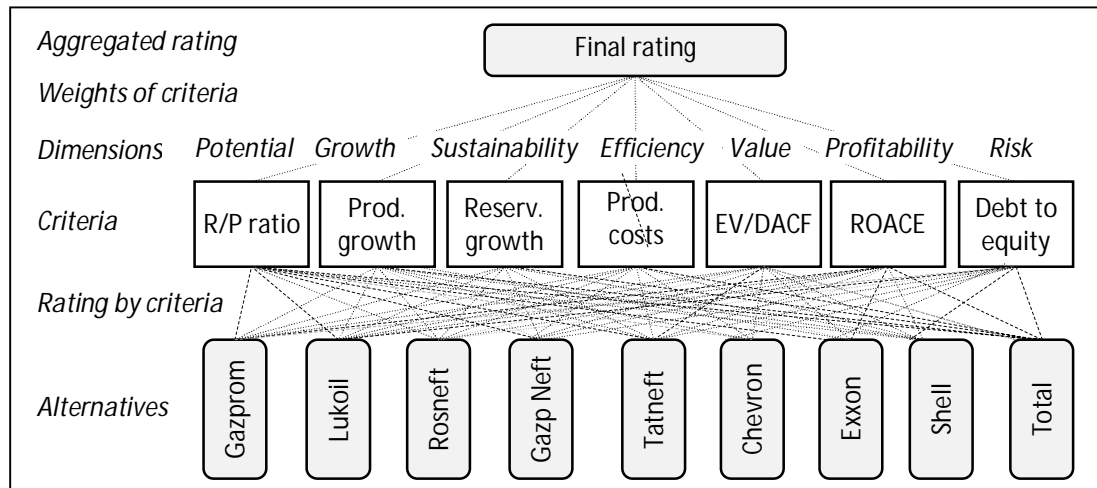 Aggregated rating
Final rating
Weights of criteria
Dimensions Potential Growth Sustainability Efficiency Value Profitability Risk
Criteria
R/P ratio
Prod.
growth
Reserv.
growth
Prod.
costs
EV/DACF
ROACE
Debt to
equity
Rating by criteria
Alternatives
Gazprom
Lukoil
Rosneft
Gazp Neft
Tatneft
Chevron
Exxon
Shell
Total